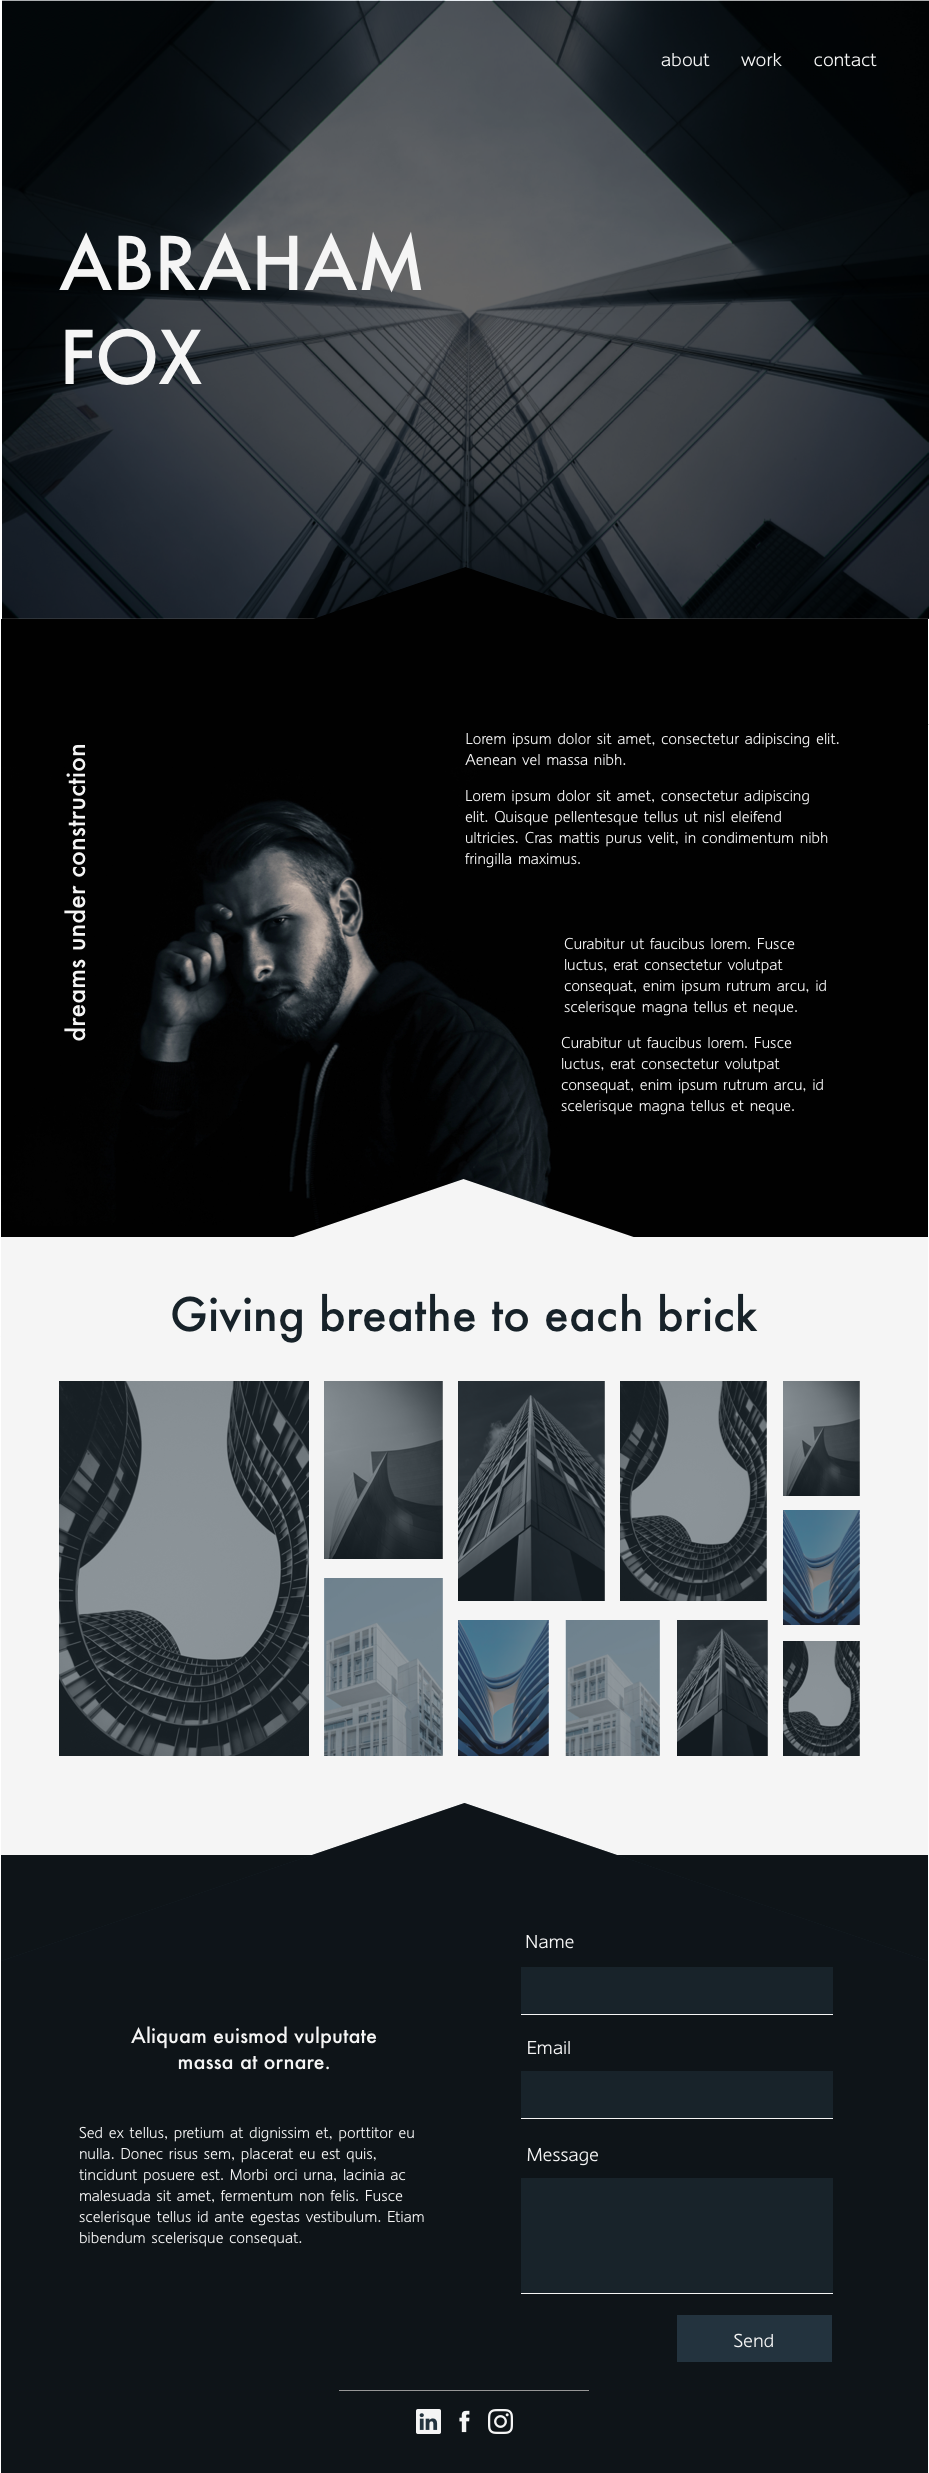 about work contact
ABRAHAM
FOX
dreams under construction
Lorem ipsum dolor sit amet, consectetur adipiscing elit.
Aenean vel massa nibh.
Lorem ipsum dolor sit amet, consectetur adipiscing
elit. Quisque pellentesque tellus ut nisl eleifend
ultricies. Cras mattis purus velit, in condimentum nibh
fringilla maximus.
Curabitur ut faucibus lorem. Fusce
luctus, erat consectetur volutpat
consequat, enim ipsum rutrum arcu, id
scelerisque magna tellus et neque.
Curabitur ut faucibus lorem. Fusce
luctus, erat consectetur volutpat
consequat, enim ipsum rutrum arcu, id
scelerisque magna tellus et neque.
Giving breathe to each brick
Aliquam euismod vulputate
massa at ornare.
Sed ex tellus, pretium at dignissim et, porttitor eu
nulla. Donec risus sem, placerat eu est quis,
tincidunt posuere est. Morbi orci urna, lacinia ac
malesuada sit amet, fermentum non felis. Fusce
scelerisque tellus id ante egestas vestibulum. Etiam
bibendum scelerisque consequat.
Name
Email
Message
Send